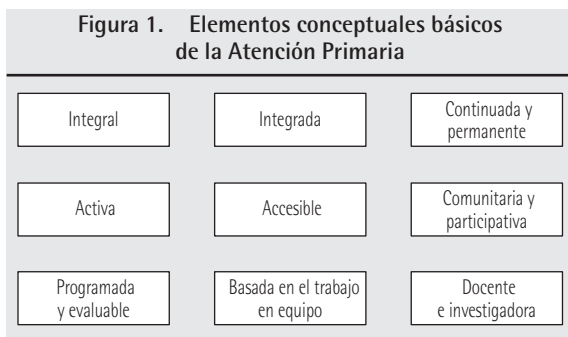 Figura 1. Elementos conceptuales básicos
de la Atención Primaria
Integral
Integrada
Continuada y
permanente
Activa
Accesible
Comunitaria y
participativa
Programada
y evaluable
Basada en el trabajo
en equipo
Docente
e investigadora